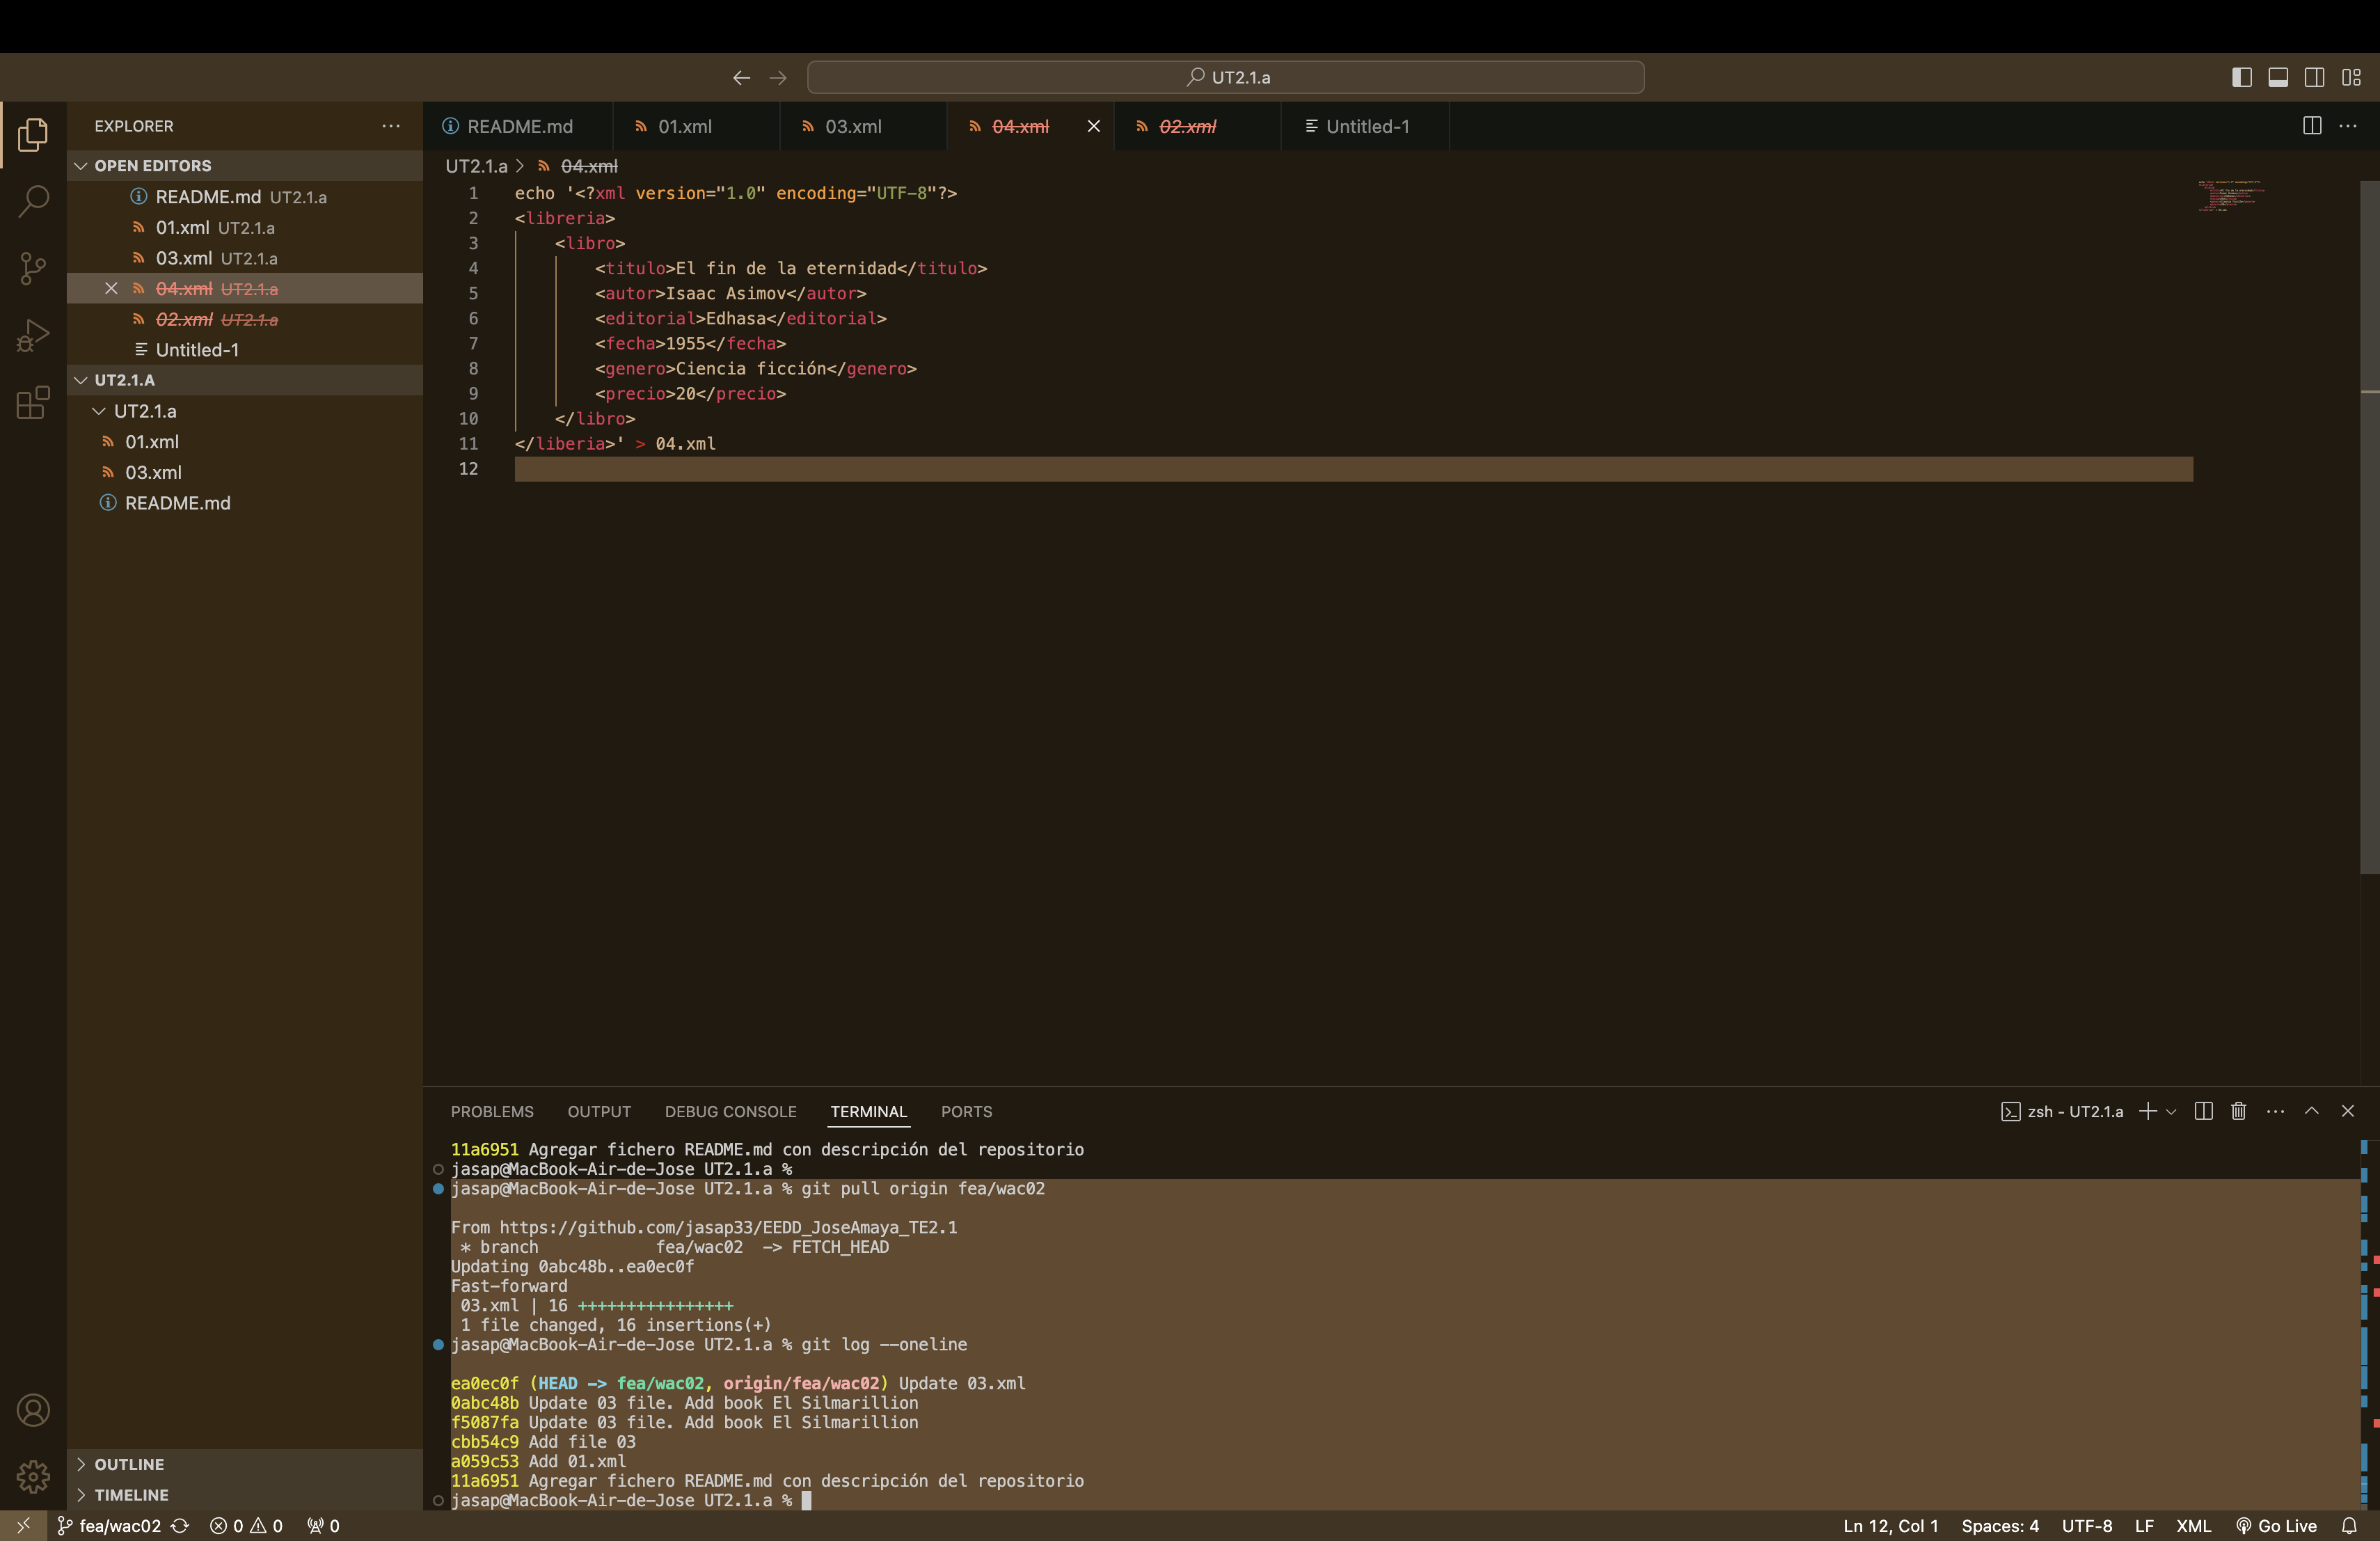 UT2.1.a
EXPLORER
OPEN EDITORS
README.md UT2.1.a
01.xml UT2.1.a
03.xml UT2.1.a
04.xml UT2.1.a
02.xml UT2.1.a
Untitled-1
UT2.1.A
UT2.1.a
01.xml
03.xml
README.md
OUTLINE
TIMELINE
README.md 01.xml 03.xml 04.xml 02.xml Untitled-1
UT2.1.a > 04.xml
1 echo '<?xml version="1.0" encoding="UTF-8"?>
2 <libreria>
3 <libro>
4 <titulo>El fin de la eternidad</titulo>
5 <autor>Isaac Asimov</autor>
6 <editorial>Edhasa</editorial>
7 <fecha>1955</fecha>
8 <genero>Ciencia ficción</genero>
9 <precio>20</precio>
10 </libro>
11 </liberia>' > 04.xml
12
PROBLEMS OUTPUT DEBUG CONSOLE TERMINAL PORTS zsh - UT2.1.a
11a6951 Agregar fichero README.md con descripción del repositorio
jasap@MacBook-Air-de-Jose UT2.1.a %
jasap@MacBook-Air-de-Jose UT2.1.a % git pull origin fea/wac02
From https://github.com/jasap33/EEDD_JoseAmaya_TE2.1
* branch fea/wac02 -> FETCH_HEAD
Updating 0abc48b..ea0ec0f
Fast-forward
03.xml | 16 ++++++++++++++++
1 file changed, 16 insertions(+)
jasap@MacBook-Air-de-Jose UT2.1.a % git log --oneline
ea0ec0f (HEAD -> fea/wac02, origin/fea/wac02) Update 03.xml
0abc48b Update 03 file. Add book El Silmarillion
f5087fa Update 03 file. Add book El Silmarillion
cbb54c9 Add file 03
a059c53 Add 01.xml
11a6951 Agregar fichero README.md con descripción del repositorio
jasap@MacBook-Air-de-Jose UT2.1.a %
fea/wac02 0 0 0 Ln 12, Col 1 Spaces: 4 UTF-8 LF XML Go Live